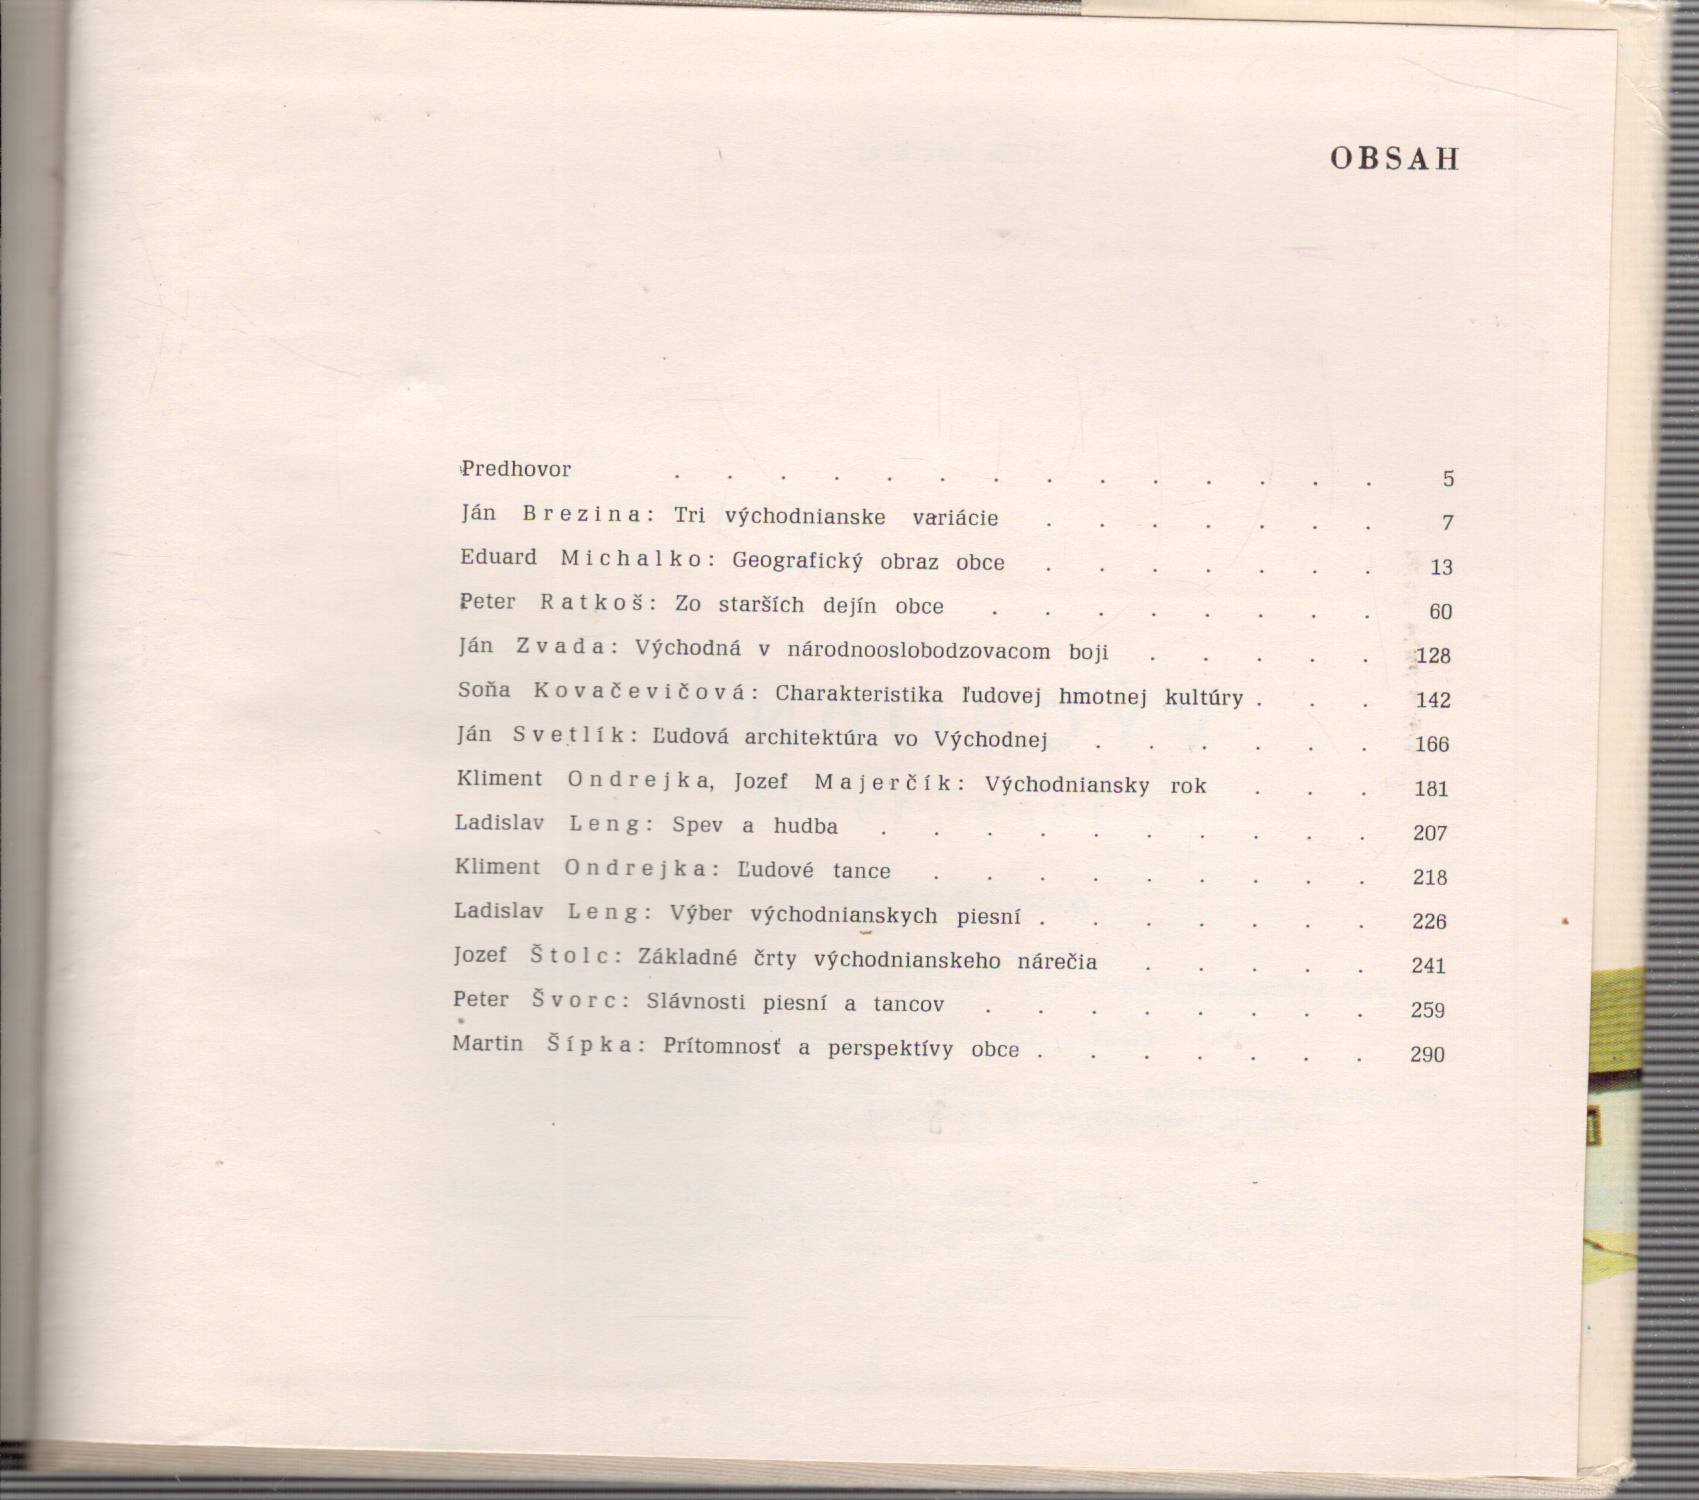 OBSAH
Predhovor . . . . . . . . . . . . . . 5
Ján Brezina: Tri východnianske variácie . . . . . . . 7
Eduard Michalko: Geografický obraz obce . . . . . . . 13
Peter Ratkoš: Zo starších dejín obce . . . . . . . . 60
Ján Zvada: Východná v národnooslobodzovacom boji . . . . . 128
Soňa Kovačevičová: Charakteristika ľudovej hmotnej kultúry . . . 142
Ján Svetlík: Ľudová architektúra vo Východnej . . . . . . 166
Kliment Ondrejka, Jozef Majerčík: Východniansky rok . . . 181
Ladislav Leng: Spev a hudba . . . . . . . . . . 207
Kliment Ondrejka: Ľudové tance . . . . . . . . . 218
Ladislav Leng: Výber východnianskych piesní . . . . . . . 226
Jozef Štolc: Základné črty východnianskeho nárečia . . . . . 241
Peter Švorc: Slávnosti piesní a tancov . . . . . . . . 259
Martin Šípka: Prítomnosť a perspektívy obce . . . . . . . 290